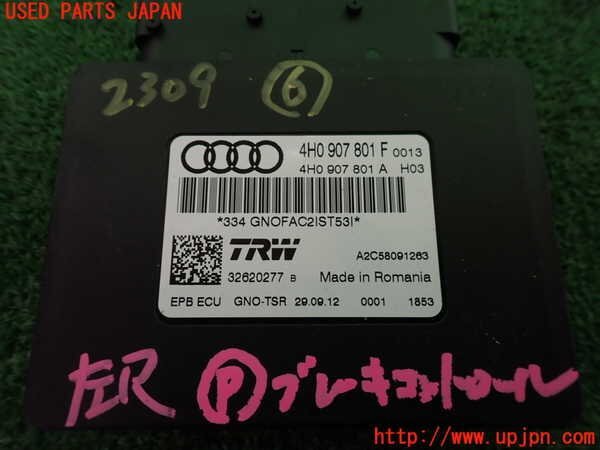 USED PARTS JAPAN
2309 ⑥
4H0 907 801 F 0013
4H0 907 801 A H03
*334 GNOFAC2IST53I*
TRW A2C58091263
32620277 B Made in Romania
EPB ECU GNO-TSR 29.09.12 0001 1853
左R Ⓟブレーキコントロール
http://www.upjpn.com/